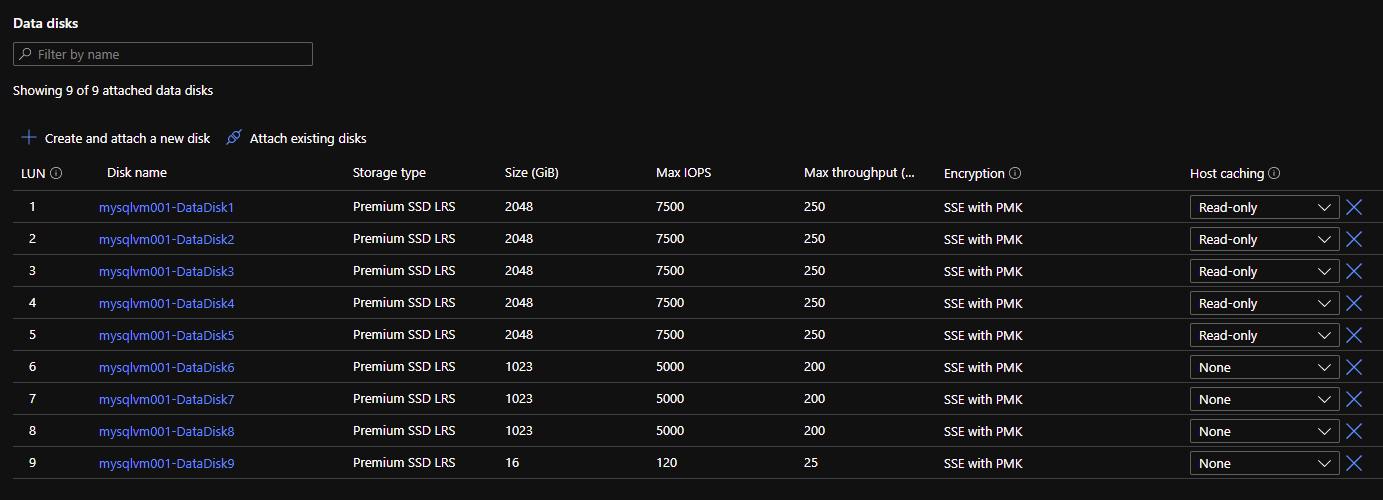 Data disks
Filter by name
Showing 9 of 9 attached data disks
Create and attach a new disk Attach existing disks
LUN Disk name Storage type Size (GiB) Max IOPS Max throughput (... Encryption Host caching
1 mysqlvm001-DataDisk1 Premium SSD LRS 2048 7500 250 SSE with PMK Read-only
2 mysqlvm001-DataDisk2 Premium SSD LRS 2048 7500 250 SSE with PMK Read-only
3 mysqlvm001-DataDisk3 Premium SSD LRS 2048 7500 250 SSE with PMK Read-only
4 mysqlvm001-DataDisk4 Premium SSD LRS 2048 7500 250 SSE with PMK Read-only
5 mysqlvm001-DataDisk5 Premium SSD LRS 2048 7500 250 SSE with PMK Read-only
6 mysqlvm001-DataDisk6 Premium SSD LRS 1023 5000 200 SSE with PMK None
7 mysqlvm001-DataDisk7 Premium SSD LRS 1023 5000 200 SSE with PMK None
8 mysqlvm001-DataDisk8 Premium SSD LRS 1023 5000 200 SSE with PMK None
9 mysqlvm001-DataDisk9 Premium SSD LRS 16 120 25 SSE with PMK None